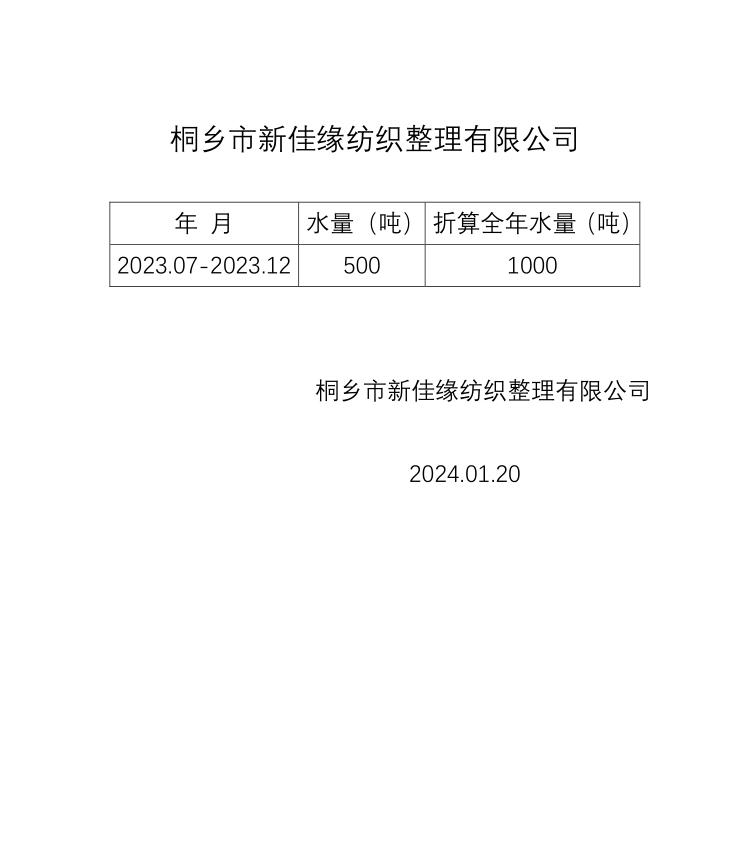 桐乡市新佳缘纺织整理有限公司
年 月 水量（吨） 折算全年水量（吨）
2023.07-2023.12 500 1000
桐乡市新佳缘纺织整理有限公司
2024.01.20